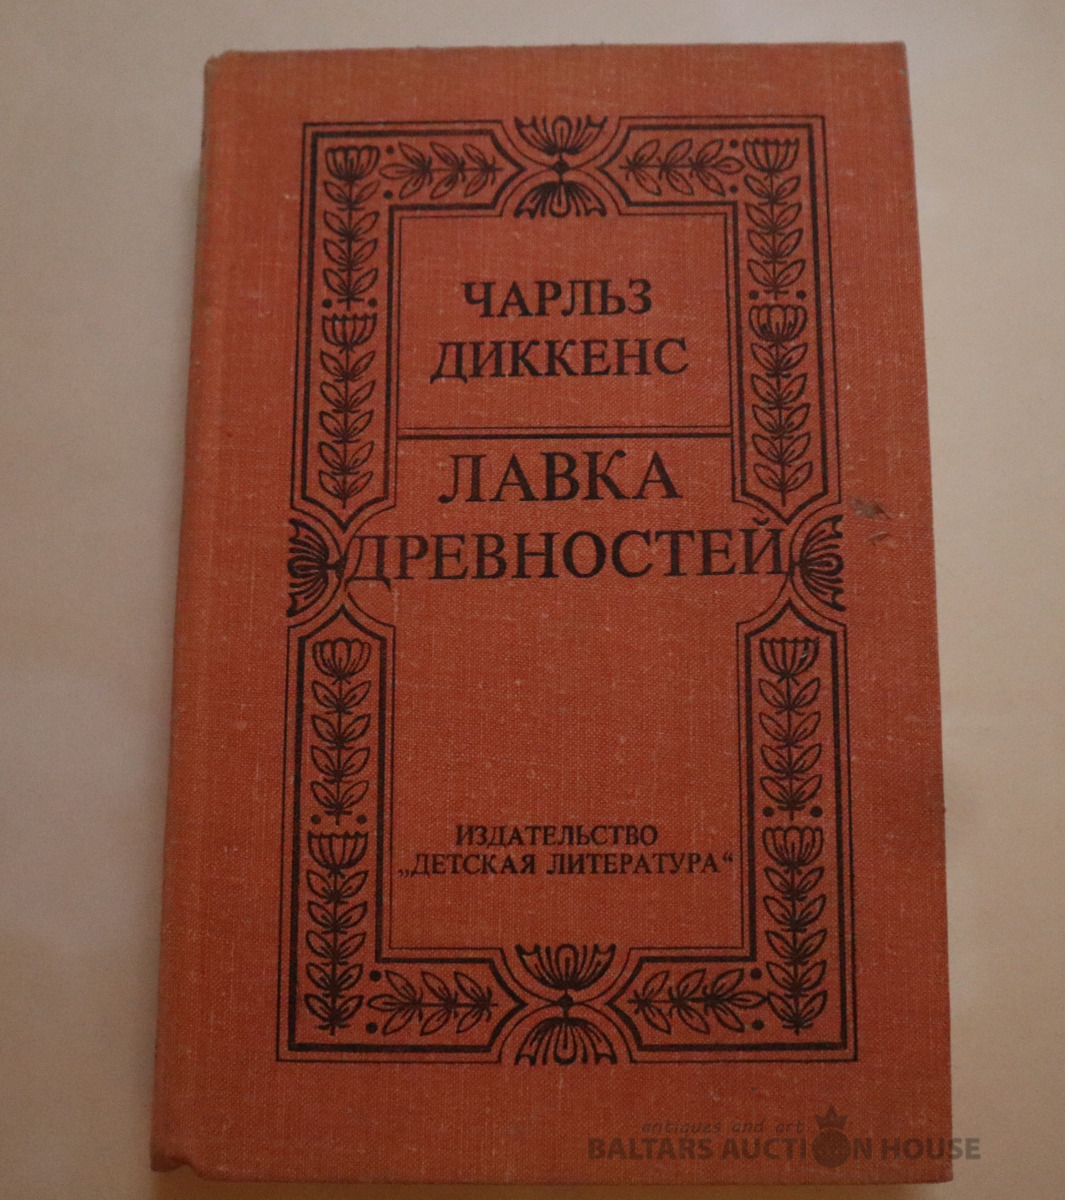 ЧАРЛЬЗ
ДИККЕНС
ЛАВКА
ДРЕВНОСТЕЙ
ИЗДАТЕЛЬСТВО
„ДЕТСКАЯ ЛИТЕРАТУРА“
antiques and art
BALTARS AUCTION HOUSE